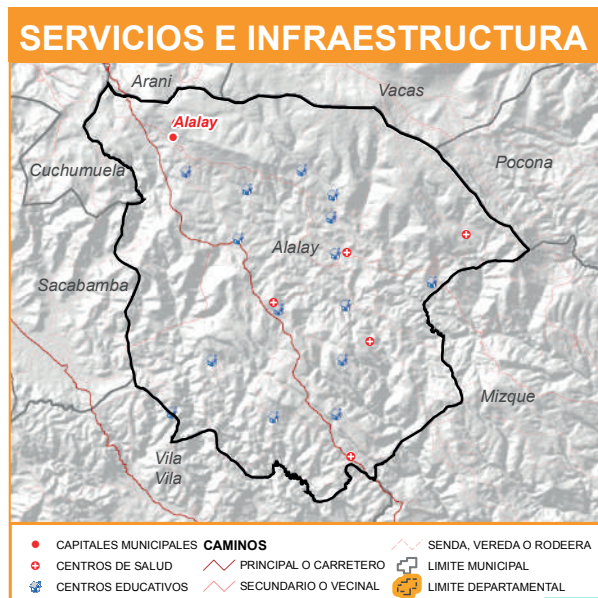 SERVICIOS E INFRAESTRUCTURA
Arani
Vacas
Alalay
Pocona
Cuchumuela
Alalay
Sacabamba
Mizque
Vila
Vila
CAPITALES MUNICIPALES
CENTROS DE SALUD
CENTROS EDUCATIVOS
CAMINOS
PRINCIPAL O CARRETERO
SECUNDARIO O VECINAL
SENDA, VEREDA O RODEERA
LIMITE MUNICIPAL
LIMITE DEPARTAMENTAL